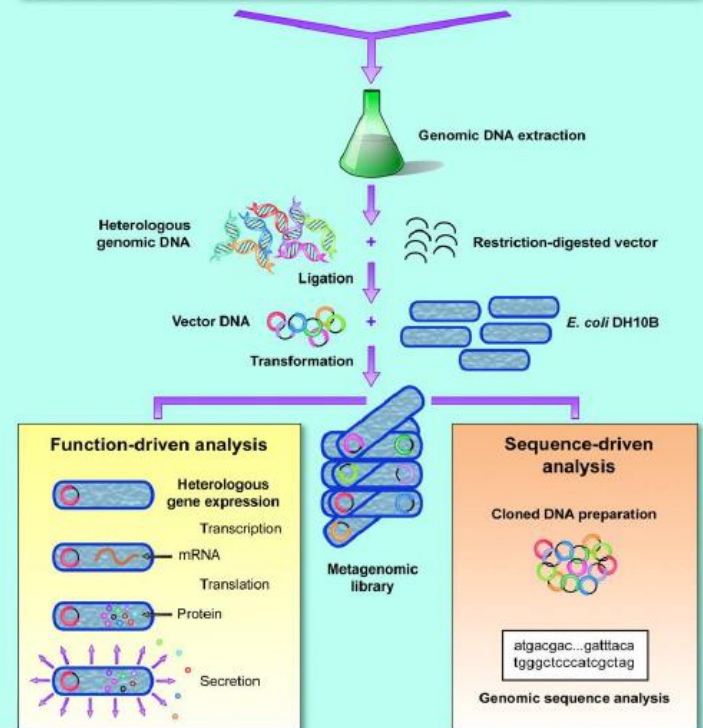 Genomic DNA extraction
Heterologous
genomic DNA
+
Restriction-digested vector
Ligation
Vector DNA
+
E. coli DH10B
Transformation
Function-driven analysis
Heterologous
gene expression
Transcription
mRNA
Translation
Protein
Secretion
Metagenomic
library
Sequence-driven
analysis
Cloned DNA preparation
atgacgac...gatttaca
tgggctcccatcgctag
Genomic sequence analysis